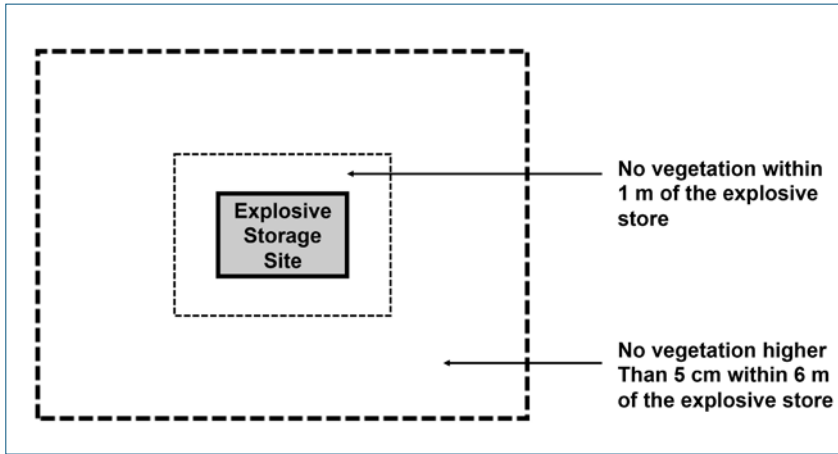 No vegetation within
1 m of the explosive
store
Explosive
Storage
Site
No vegetation higher
Than 5 cm within 6 m
of the explosive store